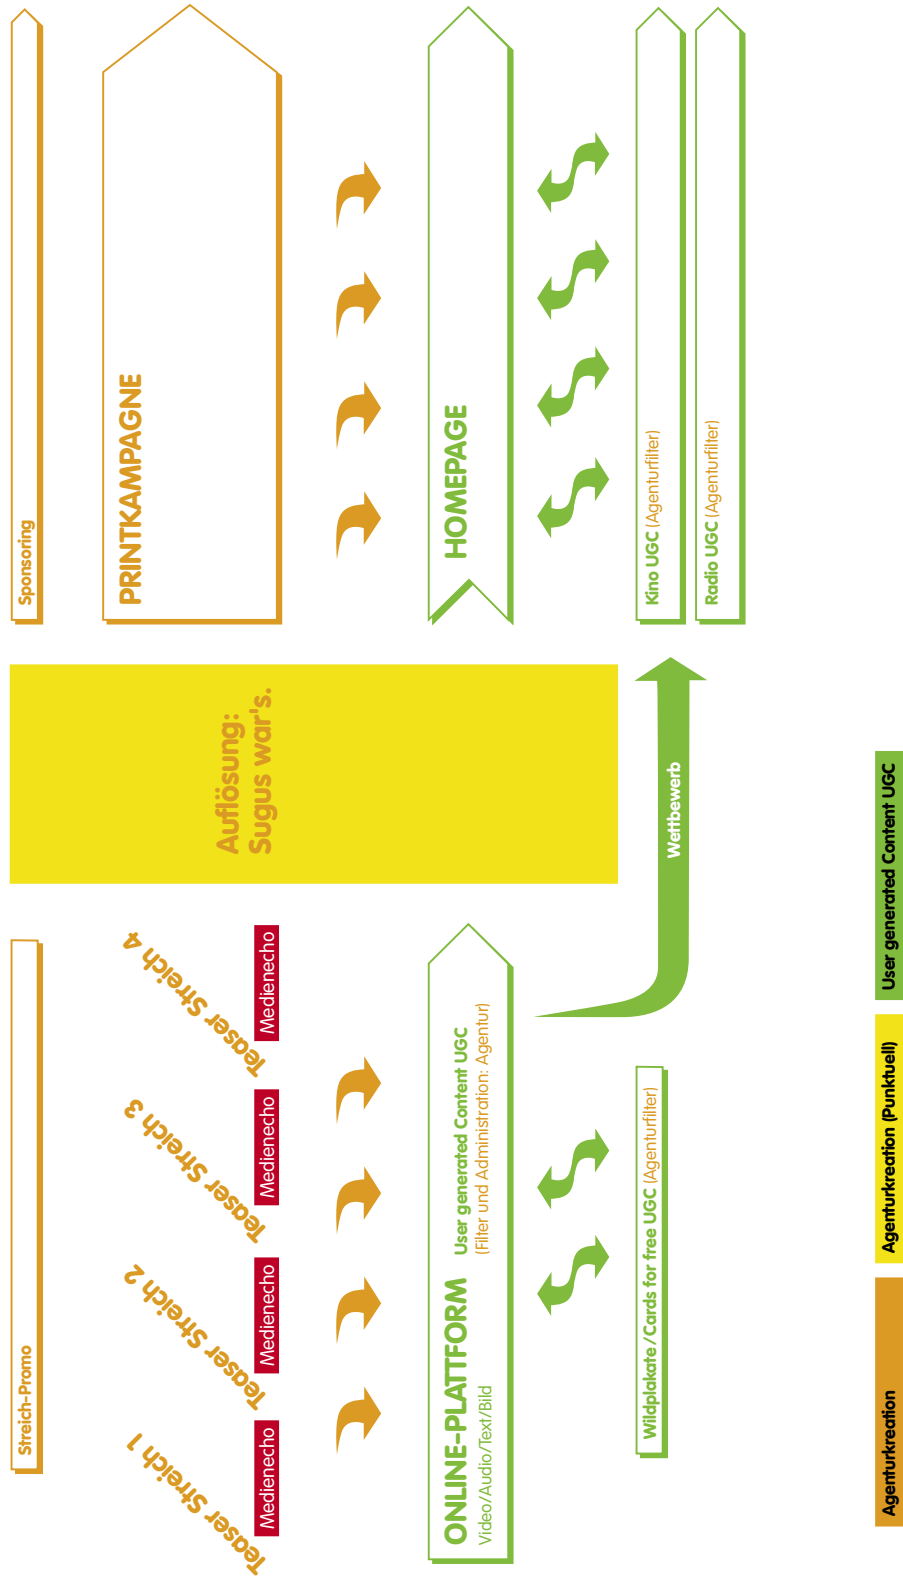 Streich-Promo
Sponsoring
Teaser Streich 1
Teaser Streich 2
Teaser Streich 3
Teaser Streich 4
Medienecho
Medienecho
Medienecho
Medienecho
Auflösung:
Sugus war's.
PRINTKAMPAGNE
ONLINE-PLATTFORM
Video/Audio/Text/Bild
User generated Content UGC
(Filter und Administration: Agentur)
HOMEPAGE
Wildplakate/Cards for free UGC (Agenturfilter)
Wettbewerb
Kino UGC (Agenturfilter)
Radio UGC (Agenturfilter)
Agenturkreation
Agenturkreation (Punktuell)
User generated Content UGC